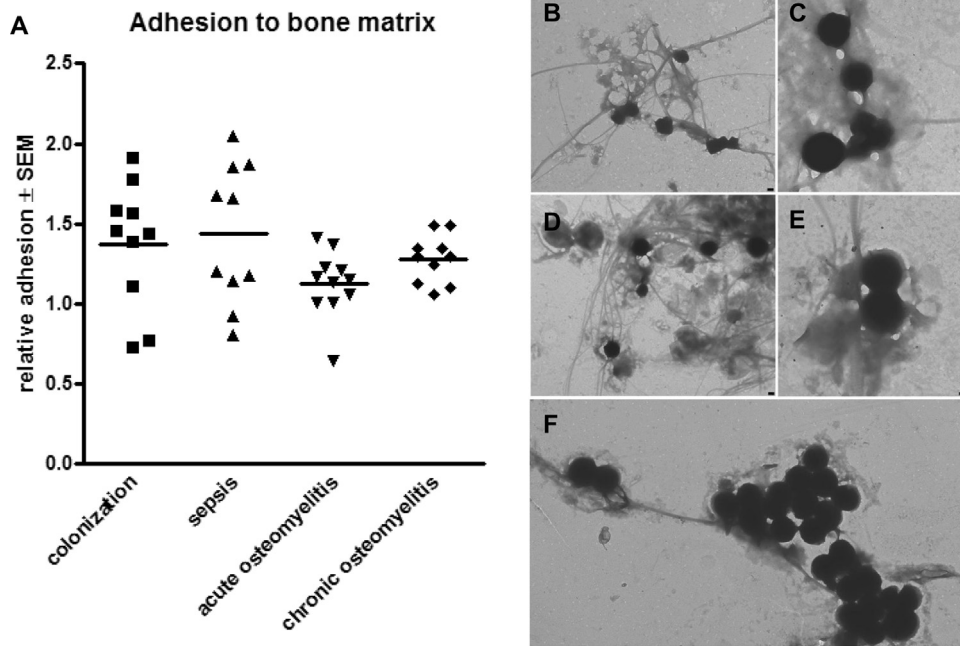 A
Adhesion to bone matrix
relative adhesion ± SEM
2.5
2.0
1.5
1.0
0.5
0.0
colonization
sepsis
acute osteomyelitis
chronic osteomyelitis
B
C
D
E
F